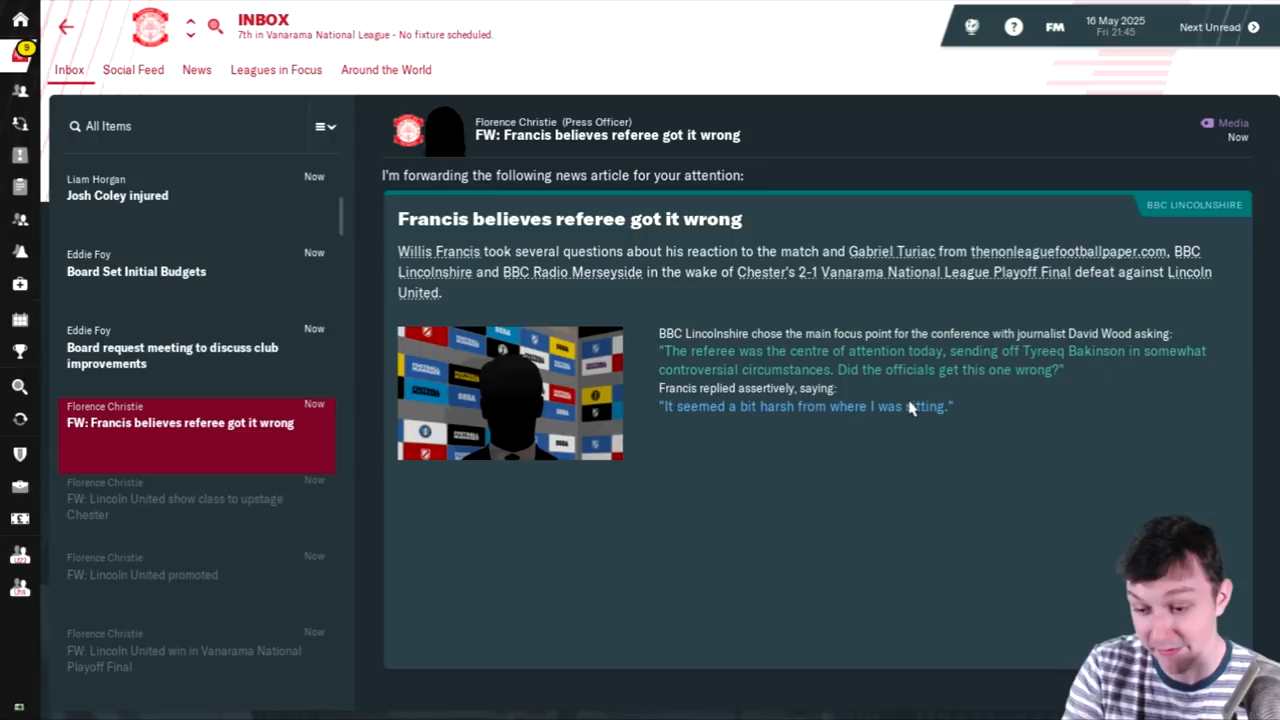 INBOX
7th in Vanarama National League - No fixture scheduled.
? FM 16 May 2025
Fri 21:45
Next Unread
9
Inbox Social Feed News Leagues in Focus Around the World
All Items
Liam Horgan Now
Josh Coley injured
Eddie Foy Now
Board Set Initial Budgets
Eddie Foy Now
Board request meeting to discuss club
improvements
Florence Christie Now
FW: Francis believes referee got it wrong
Florence Christie Now
FW: Lincoln United show class to upstage
Chester
Florence Christie Now
FW: Lincoln United promoted
Florence Christie Now
FW: Lincoln United win in Vanarama National
Playoff Final
Florence Christie (Press Officer)
FW: Francis believes referee got it wrong
Media
Now
I'm forwarding the following news article for your attention:
BBC LINCOLNSHIRE
Francis believes referee got it wrong
Willis Francis took several questions about his reaction to the match and Gabriel Turiac from thenonleaguefootballpaper.com, BBC
Lincolnshire and BBC Radio Merseyside in the wake of Chester's 2-1 Vanarama National League Playoff Final defeat against Lincoln
United.
BBC Lincolnshire chose the main focus point for the conference with journalist David Wood asking:
"The referee was the centre of attention today, sending off Tyreeq Bakinson in somewhat
controversial circumstances. Did the officials get this one wrong?"
Francis replied assertively, saying:
"It seemed a bit harsh from where I was sitting."